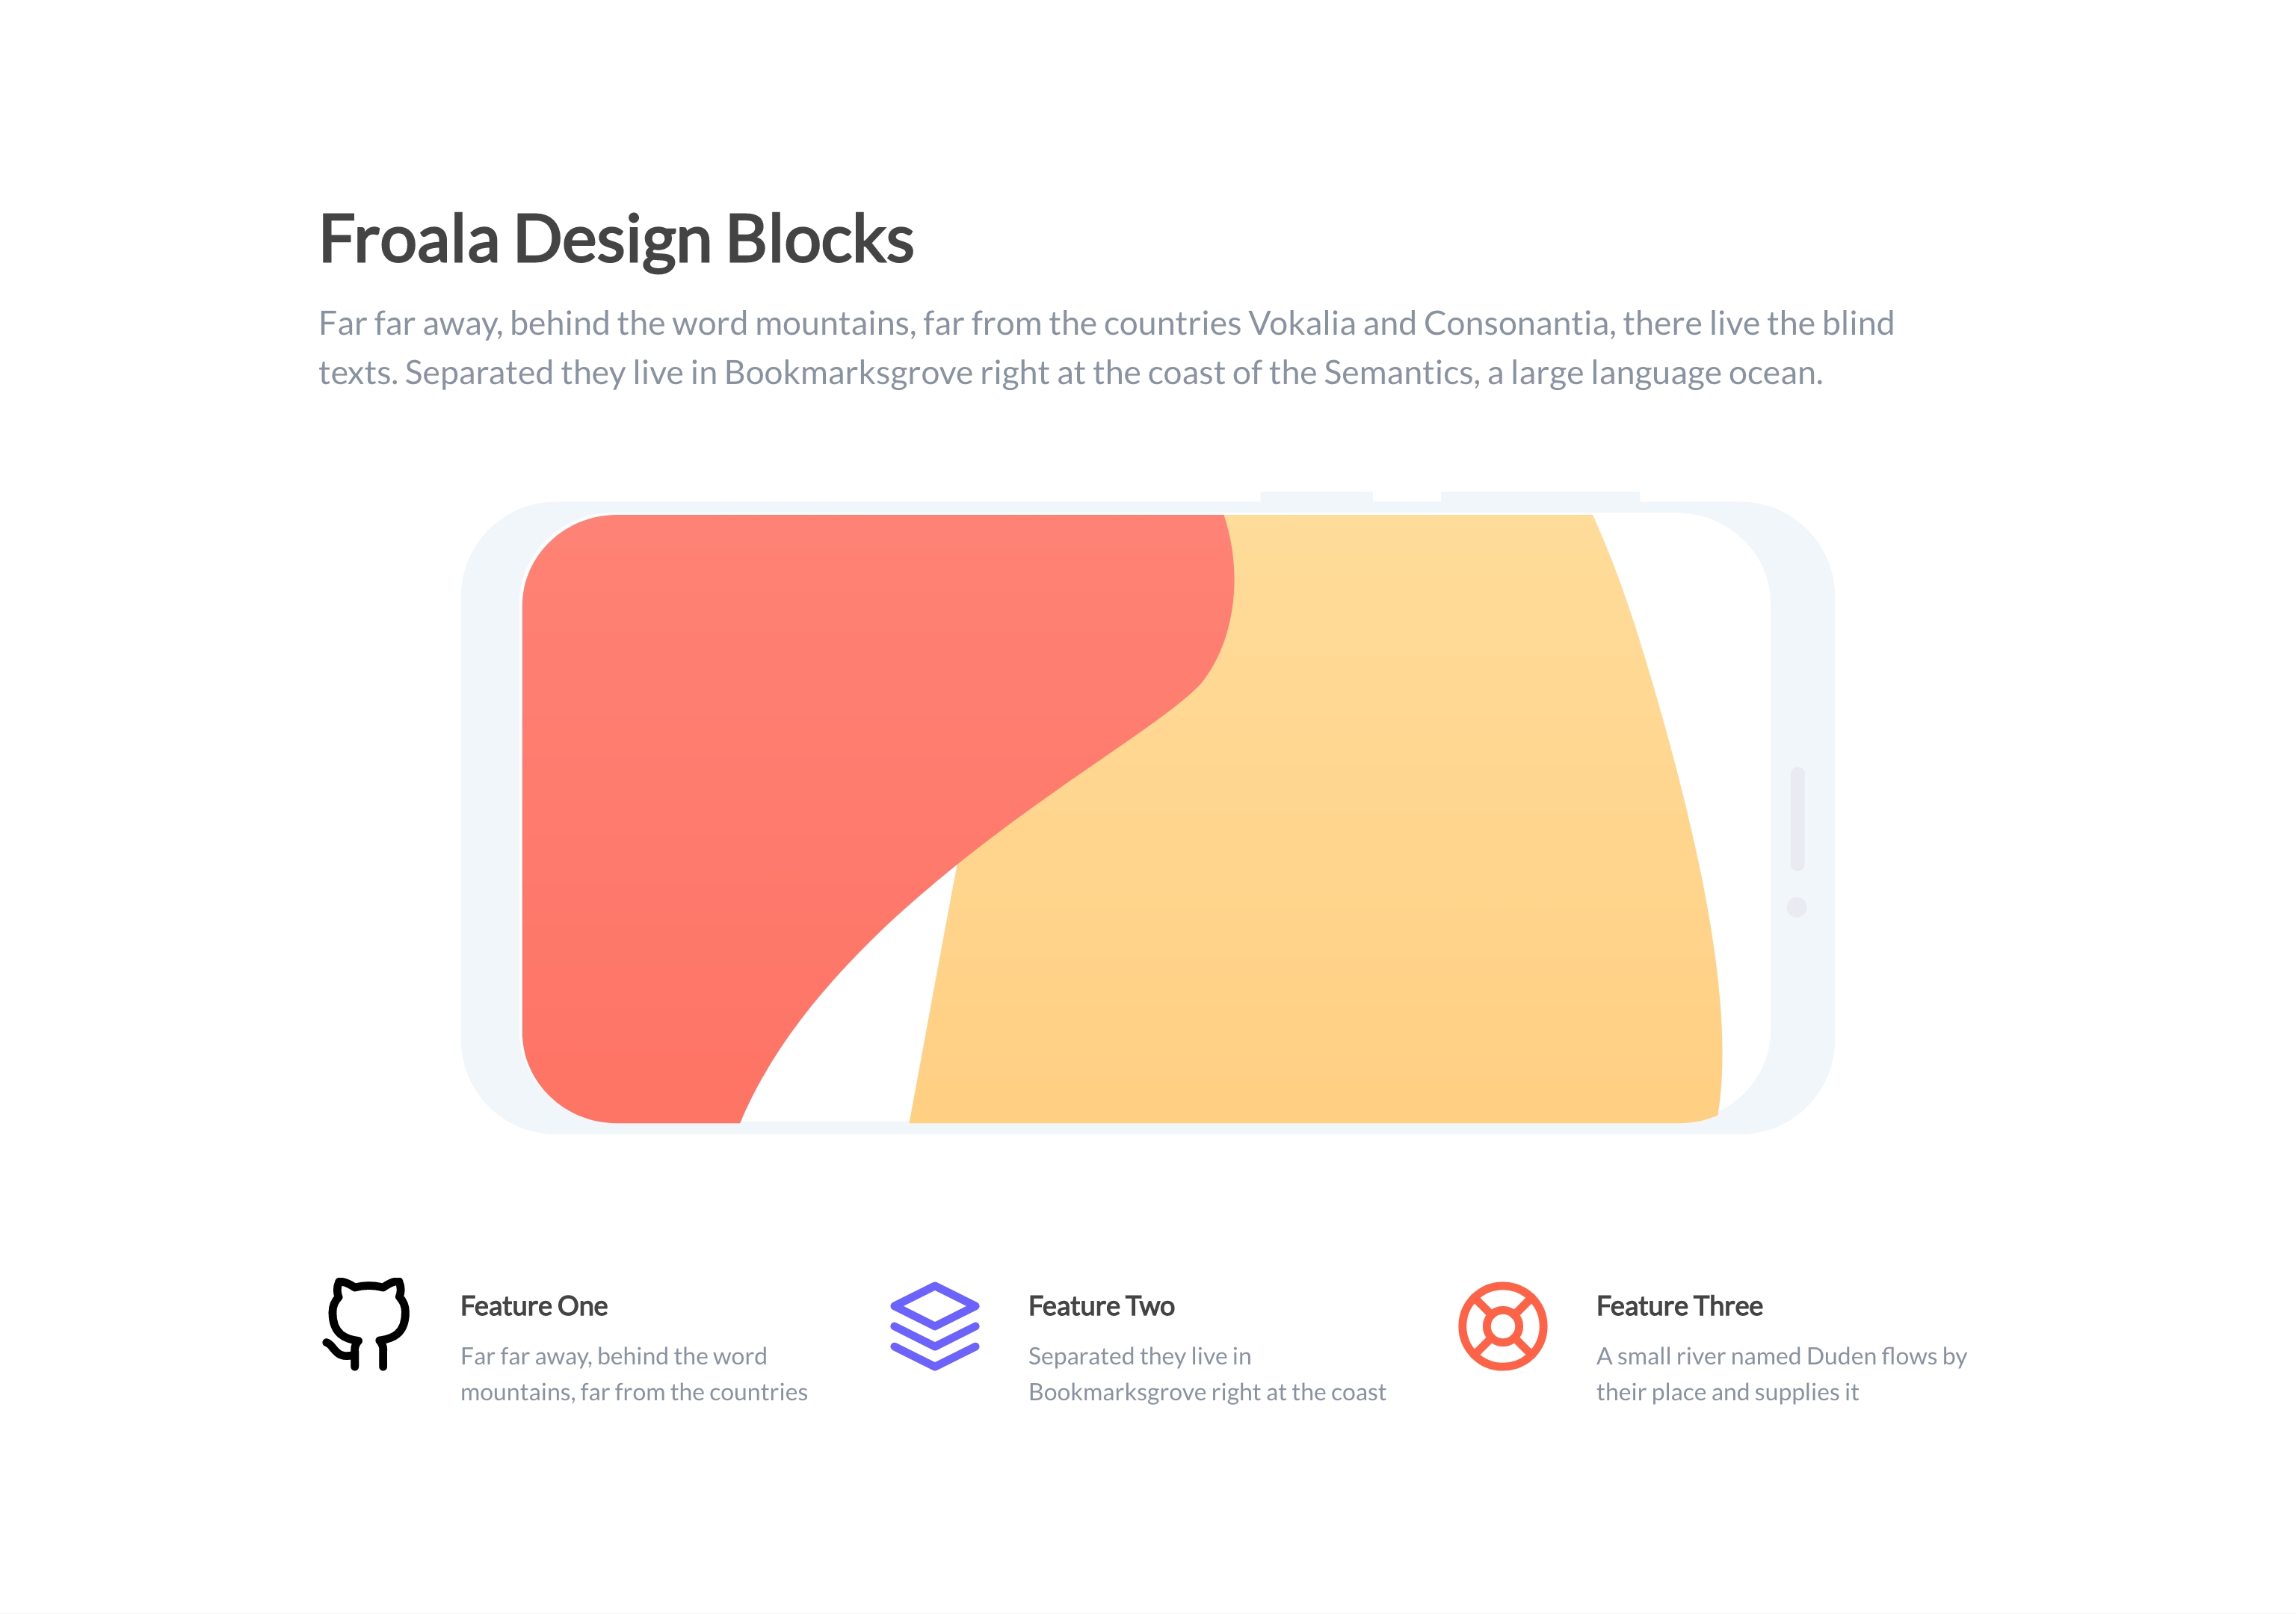 Froala Design Blocks
Far far away, behind the word mountains, far from the countries Vokalia and Consonantia, there live the blind
texts. Separated they live in Bookmarksgrove right at the coast of the Semantics, a large language ocean.
Feature One
Far far away, behind the word
mountains, far from the countries
Feature Two
Separated they live in
Bookmarksgrove right at the coast
Feature Three
A small river named Duden flows by
their place and supplies it